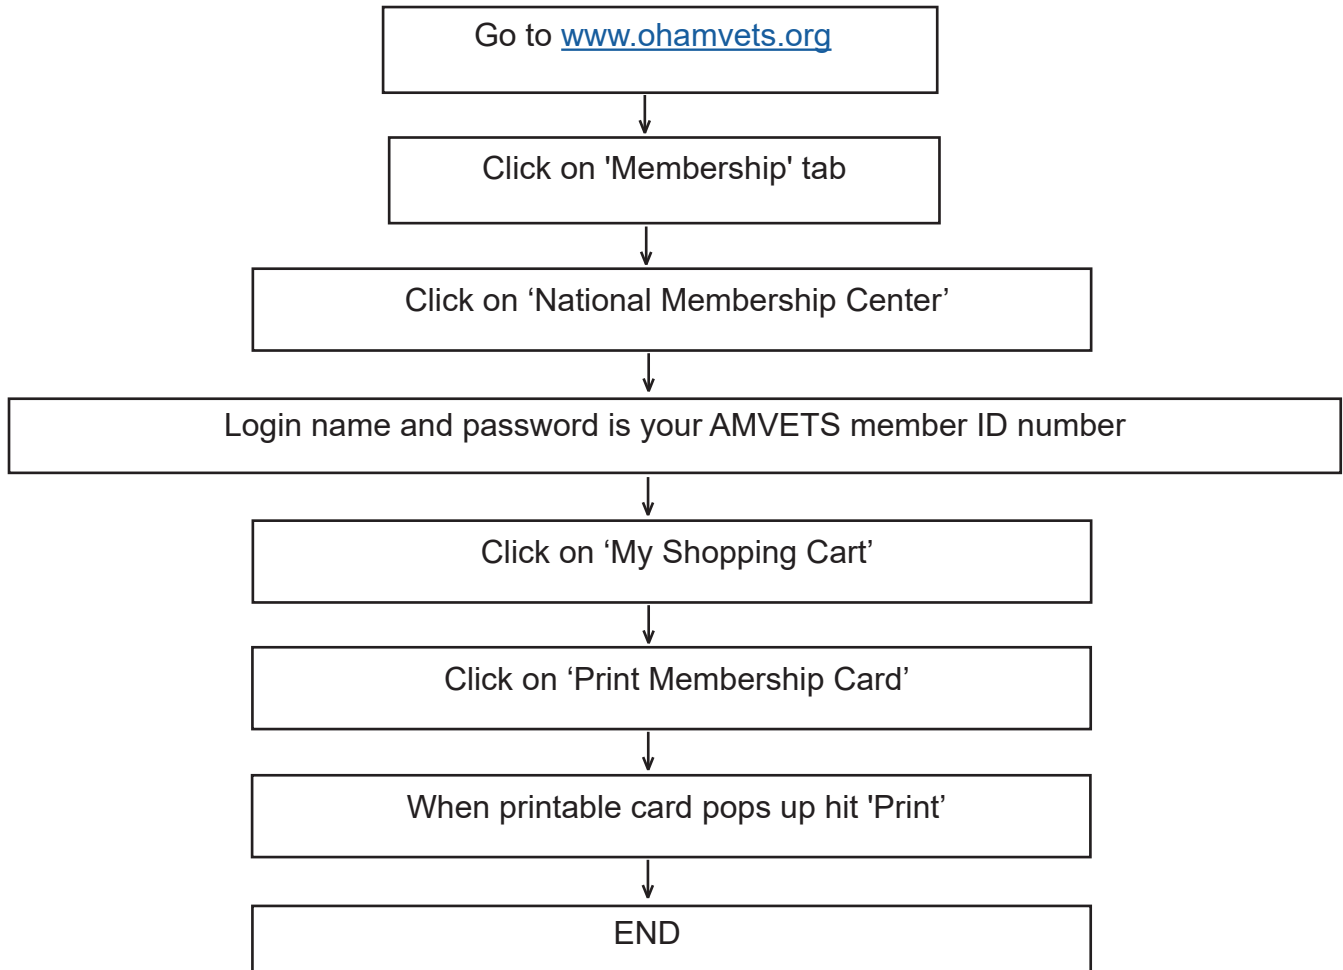 Go to www.ohamvets.org
Click on 'Membership' tab
Click on ‘National Membership Center’
Login name and password is your AMVETS member ID number
Click on ‘My Shopping Cart’
Click on ‘Print Membership Card’
When printable card pops up hit 'Print’
END